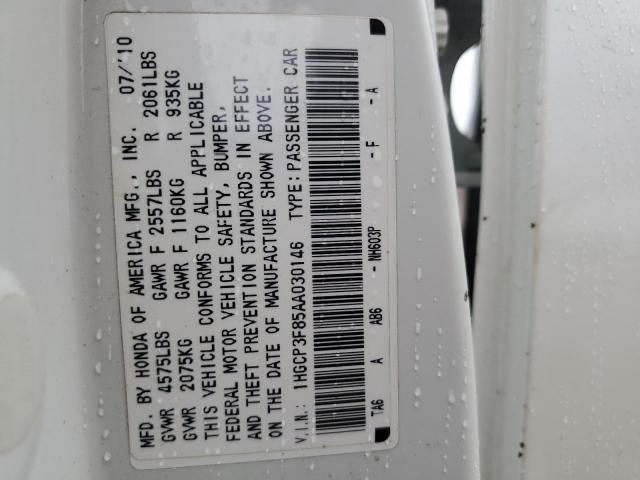 MFD. BY HONDA OF AMERICA MFG., INC. 07/'10
GVWR 4575LBS GAWR F 2557LBS R 2061LBS
GVWR 2075KG GAWR F 1160KG R 935KG
THIS VEHICLE CONFORMS TO ALL APPLICABLE
FEDERAL MOTOR VEHICLE SAFETY, BUMPER,
AND THEFT PREVENTION STANDARDS IN EFFECT
ON THE DATE OF MANUFACTURE SHOWN ABOVE.
V.I.N.: 1HGCP3F85AA030146 TYPE: PASSENGER CAR
TA6 A AB6 - NH603P - F - A